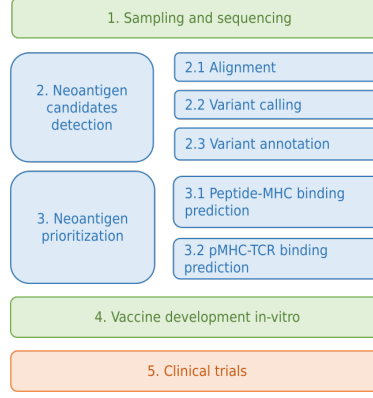 1. Sampling and sequencing
2. Neoantigen
candidates
detection
2.1 Alignment
2.2 Variant calling
2.3 Variant annotation
3. Neoantigen
prioritization
3.1 Peptide-MHC binding
prediction
3.2 pMHC-TCR binding
prediction
4. Vaccine development in-vitro
5. Clinical trials